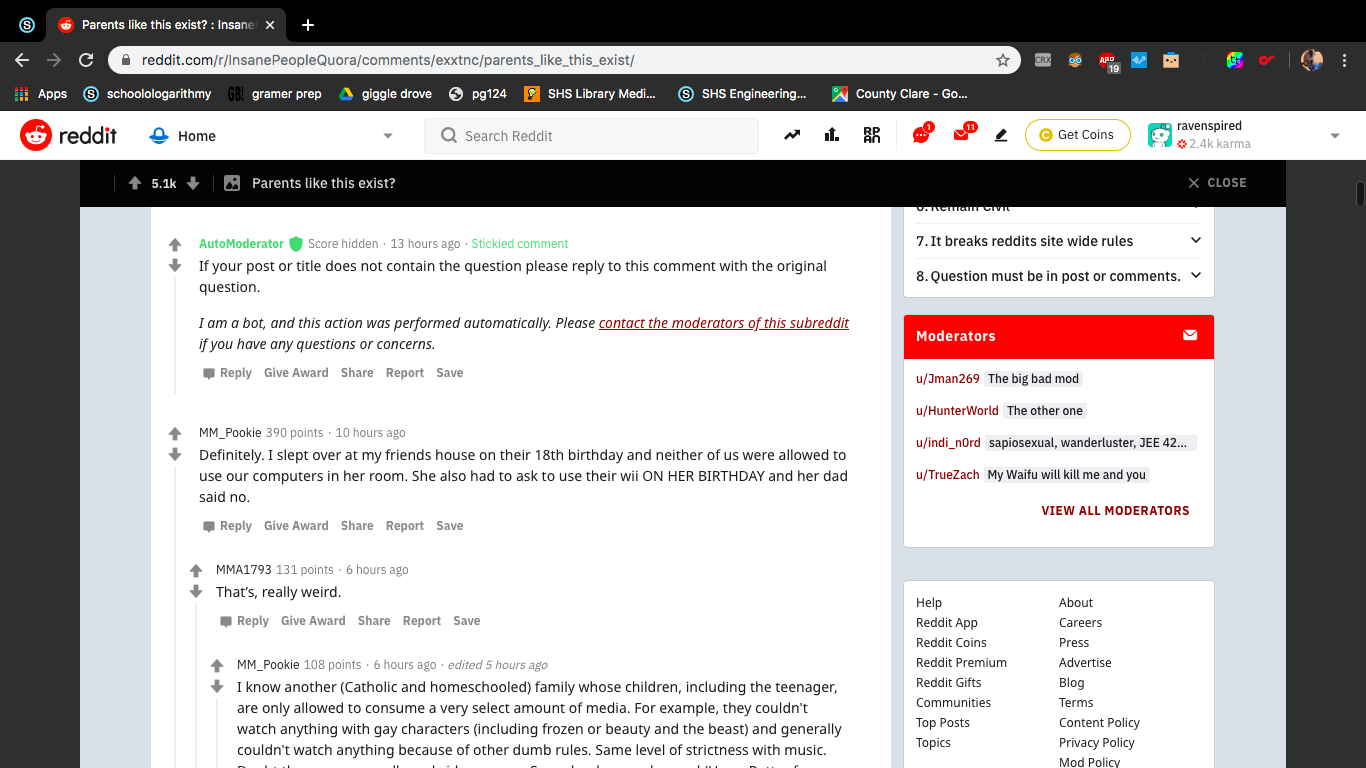 Parents like this exist? : Insane
reddit.com/r/InsanePeopleQuora/comments/exxtnc/parents_like_this_exist/
CRX
ABP
19
Apps
schoolologarithmy
GB!
gramer prep
giggle drove
pg124
SHS Library Medi...
SHS Engineering...
County Clare - Go...
reddit
Home
Search Reddit
RPAN
1
11
Get Coins
ravenspired
2.4k karma
5.1k
Parents like this exist?
CLOSE
AutoModerator Score hidden · 13 hours ago · Stickied comment
If your post or title does not contain the question please reply to this comment with the original
question.
I am a bot, and this action was performed automatically. Please contact the moderators of this subreddit
if you have any questions or concerns.
Reply Give Award Share Report Save
MM_Pookie 390 points · 10 hours ago
Definitely. I slept over at my friends house on their 18th birthday and neither of us were allowed to
use our computers in her room. She also had to ask to use their wii ON HER BIRTHDAY and her dad
said no.
Reply Give Award Share Report Save
MMA1793 131 points · 6 hours ago
That's, really weird.
Reply Give Award Share Report Save
MM_Pookie 108 points · 6 hours ago · edited 5 hours ago
I know another (Catholic and homeschooled) family whose children, including the teenager,
are only allowed to consume a very select amount of media. For example, they couldn't
watch anything with gay characters (including frozen or beauty and the beast) and generally
couldn't watch anything because of other dumb rules. Same level of strictness with music.
6. Remain Civil
7. It breaks reddits site wide rules
8. Question must be in post or comments.
Moderators
u/Jman269 The big bad mod
u/HunterWorld The other one
u/indi_n0rd sapiosexual, wanderluster, JEE 42...
u/TrueZach My Waifu will kill me and you
VIEW ALL MODERATORS
Help
Reddit App
Reddit Coins
Reddit Premium
Reddit Gifts
Communities
Top Posts
Topics
About
Careers
Press
Advertise
Blog
Terms
Content Policy
Privacy Policy
Mod Policy